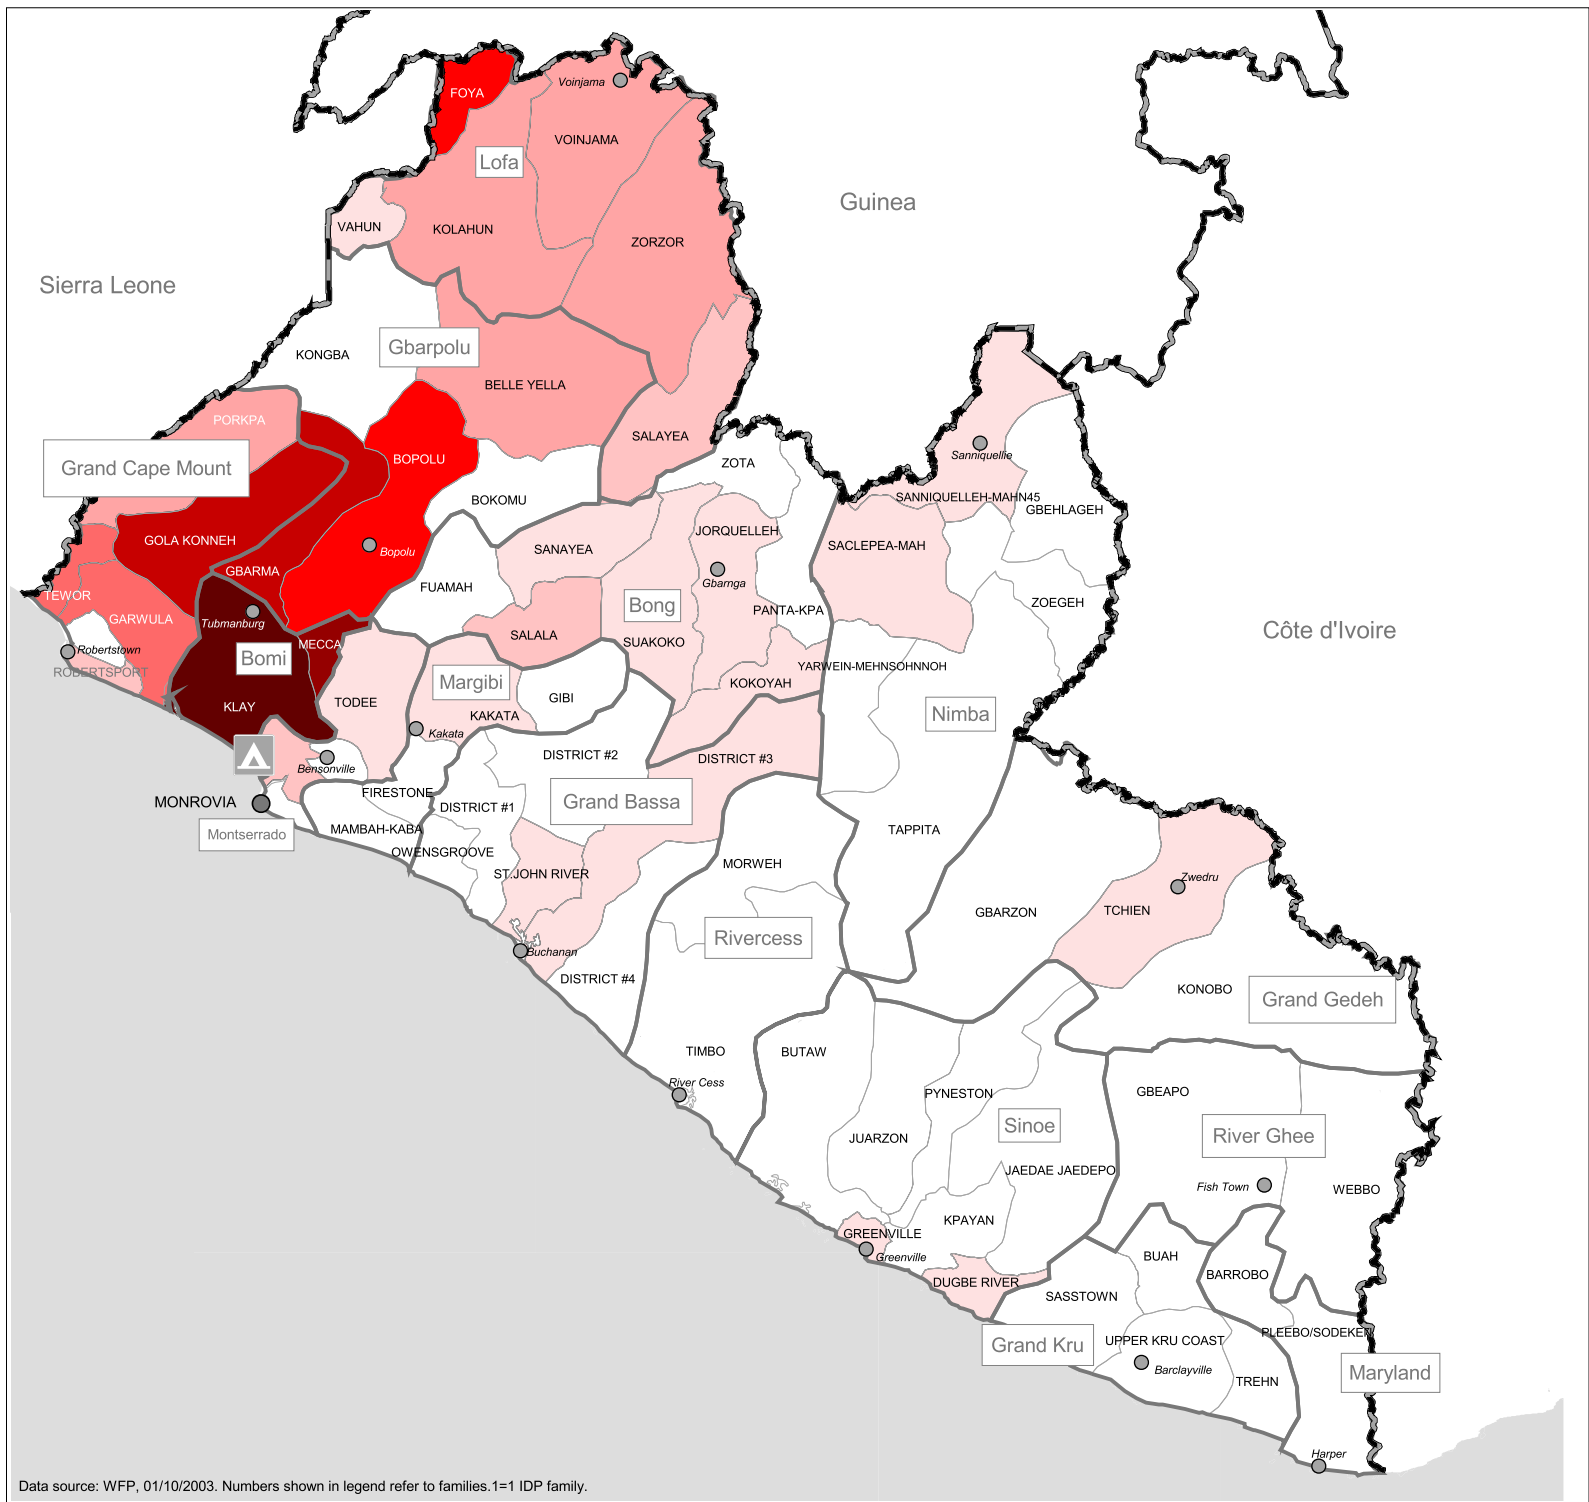 FOYA
Voinjama
VOINJAMA
Lofa
Guinea
VAHUN
KOLAHUN
ZORZOR
Sierra Leone
KONGBA
Gbarpolu
BELLE YELLA
PORKPA
SALAYEA
Grand Cape Mount
BOPOLU
ZOTA
Sanniquellie
BOKOMU
SANNIQUELLEH-MAHN45
GBEHLAGEH
GOLA KONNEH
Bopolu
SANAYEA
JORQUELLEH
SACLEPEA-MAH
GBARMA
FUAMAH
Gbarnga
TEWOR
GARWULA
Tubmanburg
Bong
PANTA-KPA
ZOEGEH
Côte d'Ivoire
Robertstown
ROBERTSPORT
Bomi
MECCA
SALALA
SUAKOKO
YARWEIN-MEHNSOHNNOH
Margibi
KOKOYAH
KLAY
TODEE
KAKATA
GIBI
Nimba
Kakata
Bensonville
DISTRICT #2
DISTRICT #3
FIRESTONE
MONROVIA
DISTRICT #1
Grand Bassa
Montserrado
MAMBAH-KABA
TAPPITA
OWENSGROOVE
ST.JOHN RIVER
MORWEH
Zwedru
GBARZON
TCHIEN
Rivercess
Buchanan
DISTRICT #4
KONOBO
Grand Gedeh
TIMBO
BUTAW
River Cess
PYNESTON
GBEAPO
Sinoe
River Ghee
JUARZON
JAEDAE JAEDEPO
Fish Town
WEBBO
KPAYAN
GREENVILLE
Greenville
BUAH
DUGBE RIVER
BARROBO
SASSTOWN
Grand Kru
UPPER KRU COAST
PLEEBO/SODEKEN
Barclayville
TREHN
Maryland
Harper
Data source: WFP, 01/10/2003. Numbers shown in legend refer to families.1=1 IDP family.